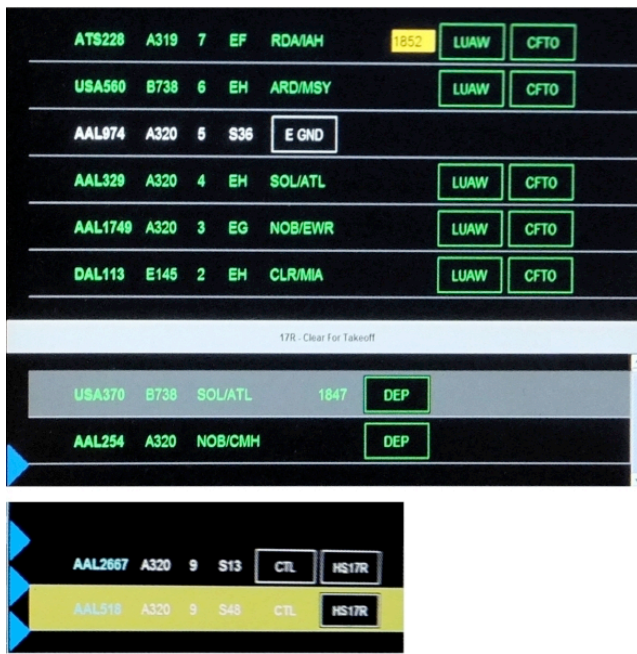 ATS228 A319 7 EF RDA/IAH 1852 LUAW CFTO
USA560 B738 6 EH ARD/MSY LUAW CFTO
AAL974 A320 5 S36 E GND
AAL329 A320 4 EH SOL/ATL LUAW CFTO
AAL1749 A320 3 EG NOB/EWR LUAW CFTO
DAL113 E145 2 EH CLR/MIA LUAW CFTO
17R - Clear For Takeoff
USA370 B738 SOL/ATL 1847 DEP
AAL254 A320 NOB/CMH DEP
AAL2667 A320 9 S13 CTL HS17R
AAL518 A320 9 S48 CTL HS17R